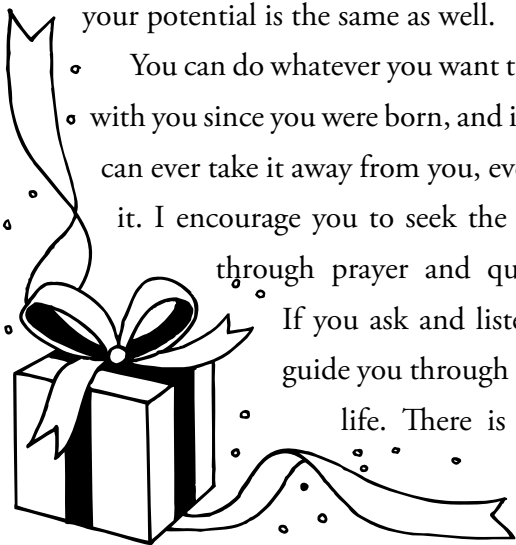 your potential is the same as well.
You can do whatever you want t
with you since you were born, and i
can ever take it away from you, eve
it. I encourage you to seek the
through prayer and qu
If you ask and liste
guide you through
life. There is